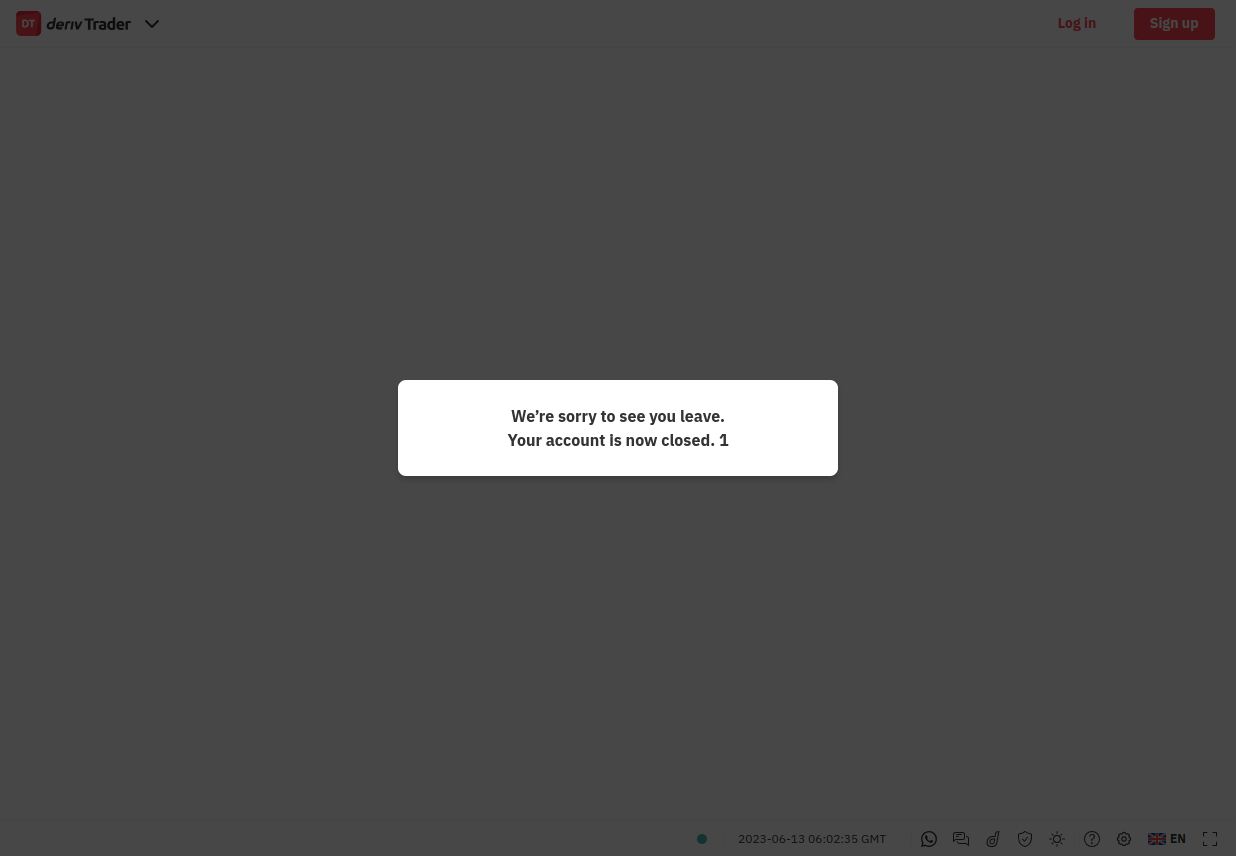 DT deriv Trader
Log in
Sign up
We’re sorry to see you leave.
Your account is now closed. 1
2023-06-13 06:02:35 GMT
EN